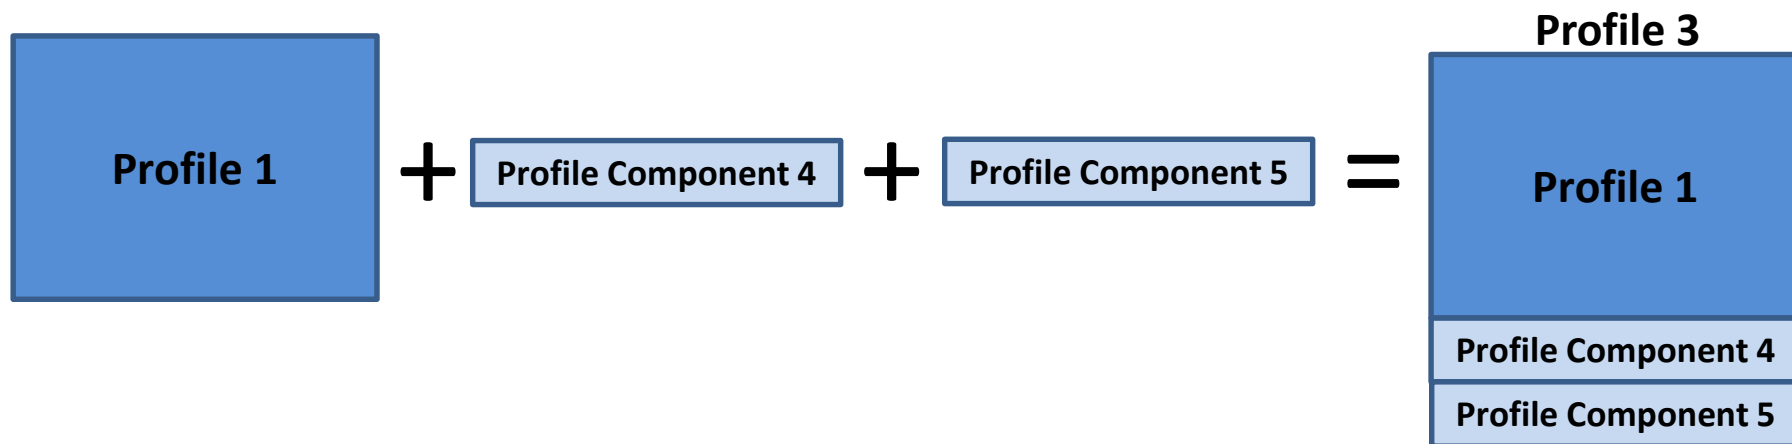 Profile 3
Profile 1 + Profile Component 4 + Profile Component 5 = Profile 1
Profile Component 4
Profile Component 5